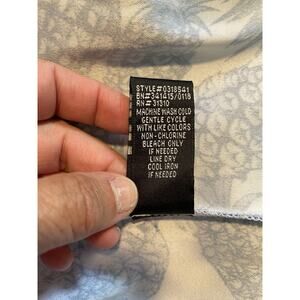 STYLE#0318541
BN#341415/0118
RN#31310
MACHINE WASH COLD
GENTLE CYCLE
WITH LIKE COLORS
NON-CHLORINE
BLEACH ONLY
IF NEEDED
LINE DRY
COOL IRON
IF NEEDED